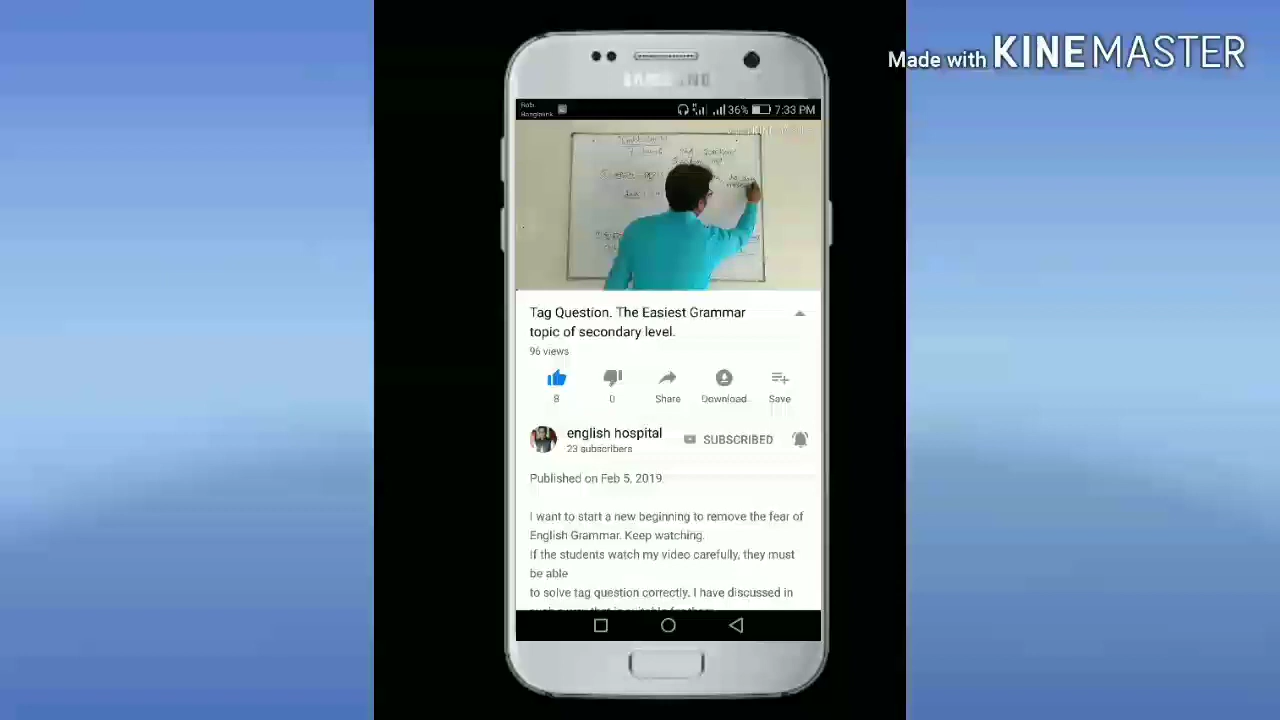 Made with KINEMASTER
SAMSUNG
Robi
Banglalink
36% 7:33 PM
Tag Question. The Easiest Grammar
topic of secondary level.
96 views
8
0
Share
Download
Save
english hospital
SUBSCRIBED
23 subscribers
Published on Feb 5, 2019
I want to start a new beginning to remove the fear of
English Grammar. Keep watching.
If the students watch my video carefully, they must
be able
to solve tag question correctly. I have discussed in